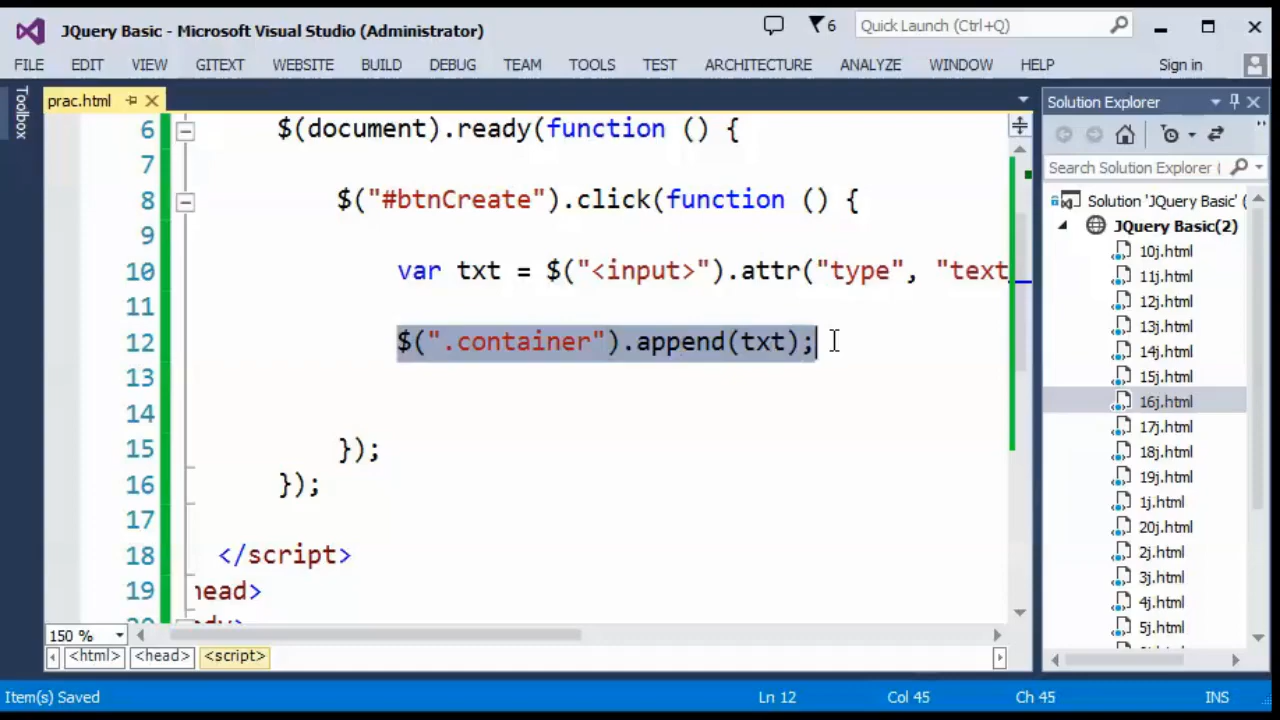 JQuery Basic - Microsoft Visual Studio (Administrator)
6
Quick Launch (Ctrl+Q)
FILE EDIT VIEW GITEXT WEBSITE BUILD DEBUG TEAM TOOLS TEST ARCHITECTURE ANALYZE WINDOW HELP Sign in
Toolbox
prac.html
6 $(document).ready(function () {
7
8 $("#btnCreate").click(function () {
9
10 var txt = $("<input>").attr("type", "text
11
12 $(".container").append(txt);
13
14
15 });
16 });
17
18 </script>
19 head>
150 %
<html> <head> <script>
Solution Explorer
Search Solution Explorer (
Solution 'JQuery Basic' (
JQuery Basic(2)
10j.html
11j.html
12j.html
13j.html
14j.html
15j.html
16j.html
17j.html
18j.html
19j.html
1j.html
20j.html
2j.html
3j.html
4j.html
5j.html
Item(s) Saved Ln 12 Col 45 Ch 45 INS